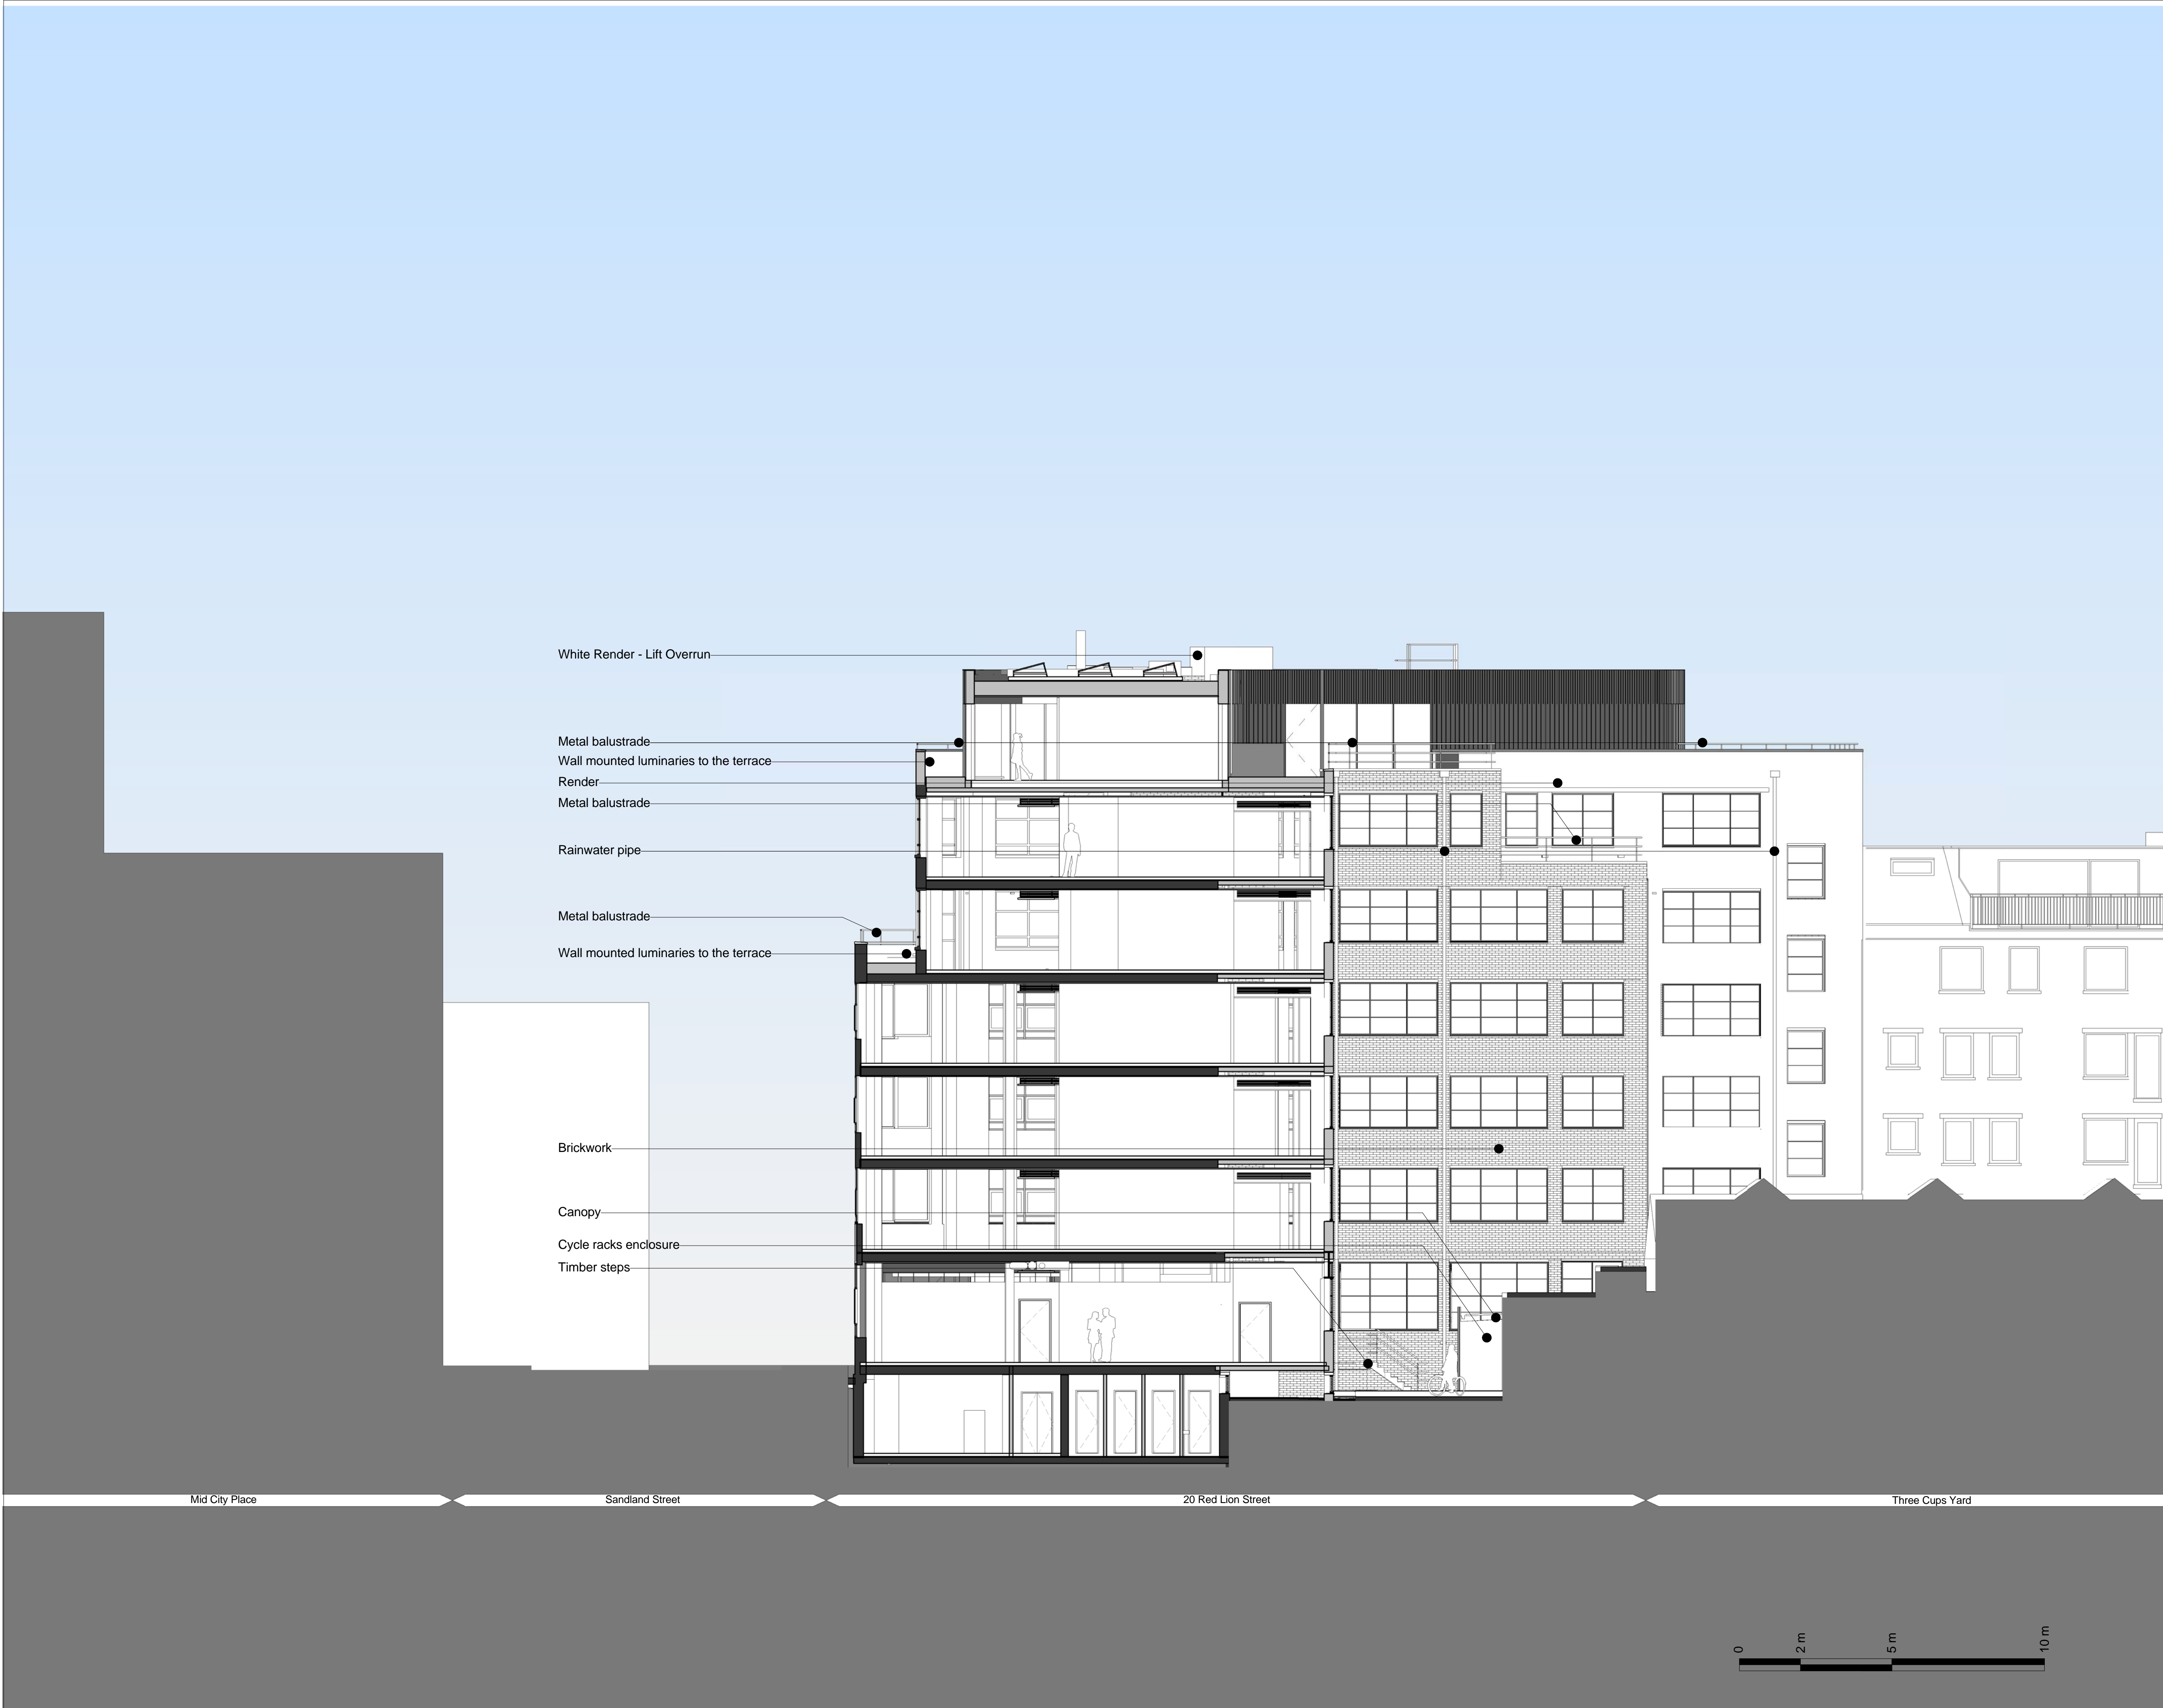 White Render - Lift Overrun
Metal balustrade
Wall mounted luminaries to the terrace
Render
Metal balustrade
Rainwater pipe
Metal balustrade
Wall mounted luminaries to the terrace
Brickwork
Canopy
Cycle racks enclosure
Timber steps
Mid City Place
Sandland Street
20 Red Lion Street
Three Cups Yard
0
2 m
5 m
10 m